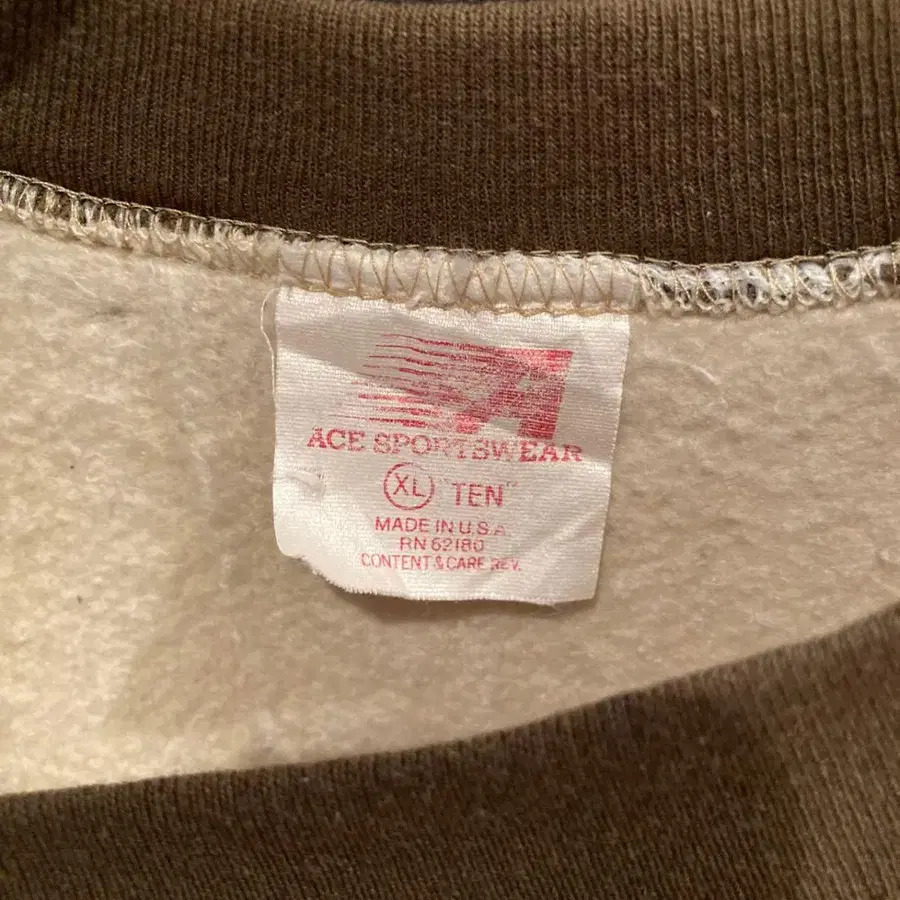 A
ACE SPORTSWEAR
XL "TEN"
MADE IN U.S.A.
RN 62180
CONTENT & CARE REV.